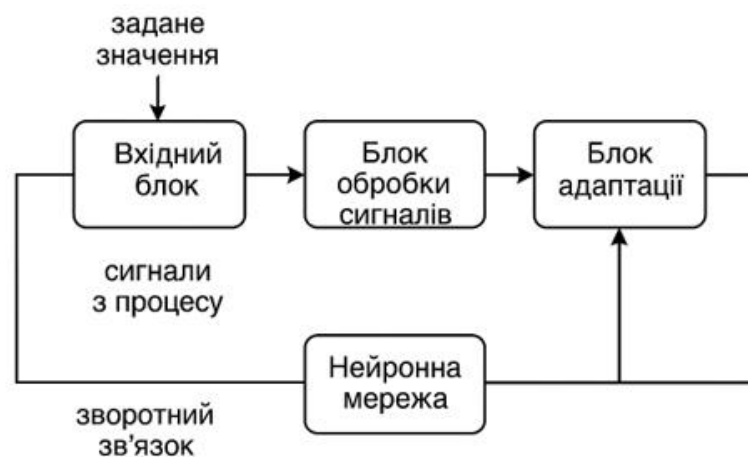 задане
значення
Вхідний
блок
Блок
обробки
сигналів
Блок
адаптації
сигнали
з процесу
Нейронна
мережа
зворотний
зв'язок